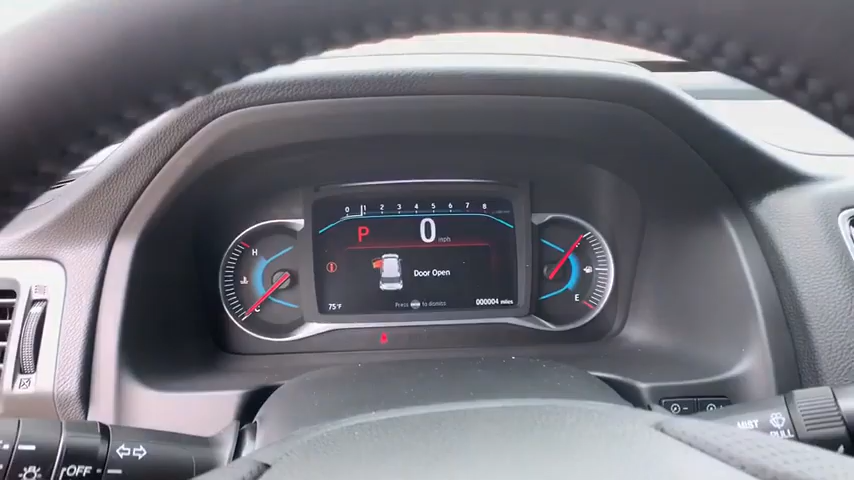 0 1 2 3 4 5 6 7 8
P 0 mph
H
Door Open
C
E
75°F
Press to dismiss
000004 miles
MIST
PULL
OFF